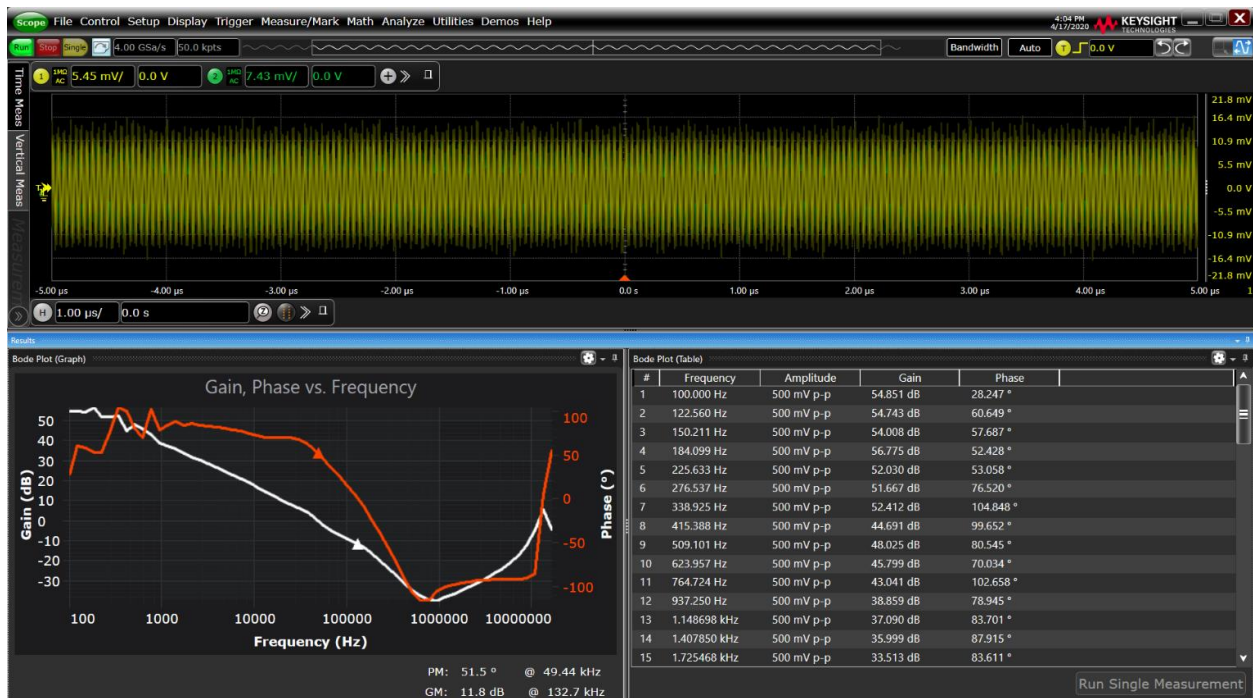 Scope File Control Setup Display Trigger Measure/Mark Math Analyze Utilities Demos Help
4:04 PM
4/17/2020
KEYSIGHT
TECHNOLOGIES
Run Stop Single 4.00 GSa/s 50.0 kpts Bandwidth Auto T 0.0 V
1 1MΩ AC 5.45 mV/ 0.0 V 2 1MΩ AC 7.43 mV/ 0.0 V
Time Meas
Vertical Meas
Measurem
21.8 mV
16.4 mV
10.9 mV
5.5 mV
0.0 V
-5.5 mV
-10.9 mV
-16.4 mV
-21.8 mV
-5.00 µs -4.00 µs -3.00 µs -2.00 µs -1.00 µs 0.0 s 1.00 µs 2.00 µs 3.00 µs 4.00 µs 5.00 µs 1
H 1.00 µs/ 0.0 s Z
Results
Bode Plot (Graph)
Gain, Phase vs. Frequency
Gain (dB)
50
40
30
20
10
0
-10
-20
-30
100
50
0
-50
-100
Phase (°)
100 1000 10000 100000 1000000 10000000
Frequency (Hz)
PM: 51.5 ° @ 49.44 kHz
GM: 11.8 dB @ 132.7 kHz
Bode Plot (Table)
# Frequency Amplitude Gain Phase
1 100.000 Hz 500 mV p-p 54.851 dB 28.247 °
2 122.560 Hz 500 mV p-p 54.743 dB 60.649 °
3 150.211 Hz 500 mV p-p 54.008 dB 57.687 °
4 184.099 Hz 500 mV p-p 56.775 dB 52.428 °
5 225.633 Hz 500 mV p-p 52.030 dB 53.058 °
6 276.537 Hz 500 mV p-p 51.667 dB 76.520 °
7 338.925 Hz 500 mV p-p 52.412 dB 104.848 °
8 415.388 Hz 500 mV p-p 44.691 dB 99.652 °
9 509.101 Hz 500 mV p-p 48.025 dB 80.545 °
10 623.957 Hz 500 mV p-p 45.799 dB 70.034 °
11 764.724 Hz 500 mV p-p 43.041 dB 102.658 °
12 937.250 Hz 500 mV p-p 38.859 dB 78.945 °
13 1.148698 kHz 500 mV p-p 37.090 dB 83.701 °
14 1.407850 kHz 500 mV p-p 35.999 dB 87.915 °
15 1.725468 kHz 500 mV p-p 33.513 dB 83.611 °
Run Single Measurement